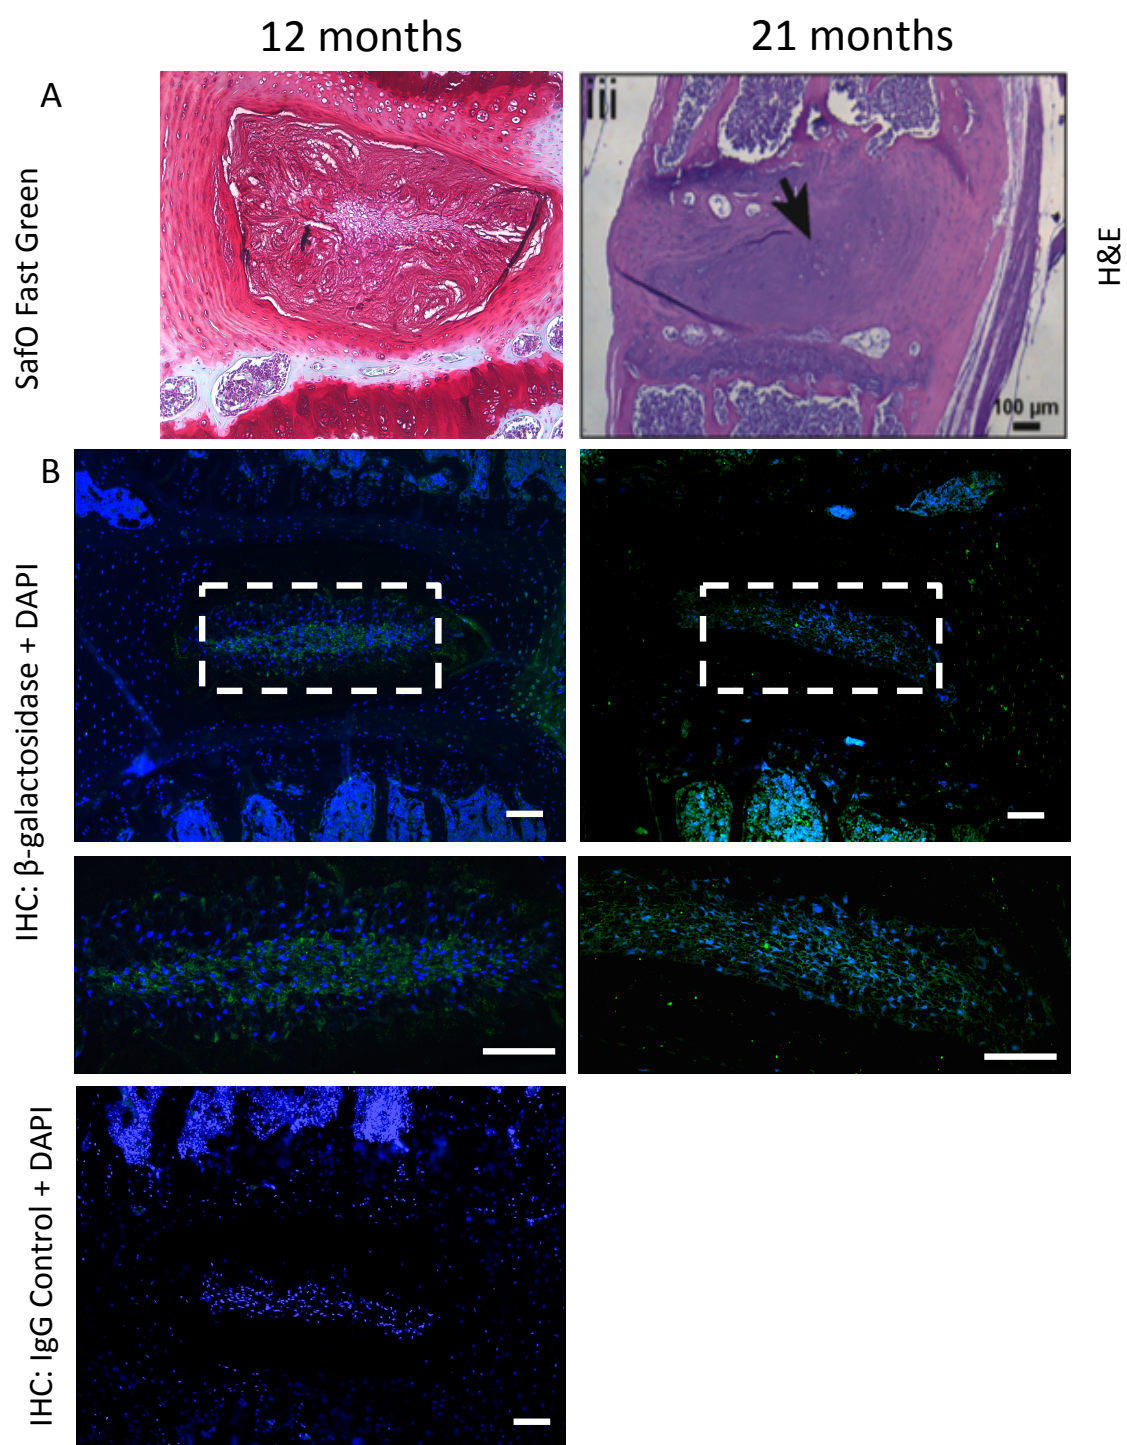 12 months
21 months
A
SafO Fast Green
iii
100 µm
H&E
B
IHC: β-galactosidase + DAPI
IHC: IgG Control + DAPI